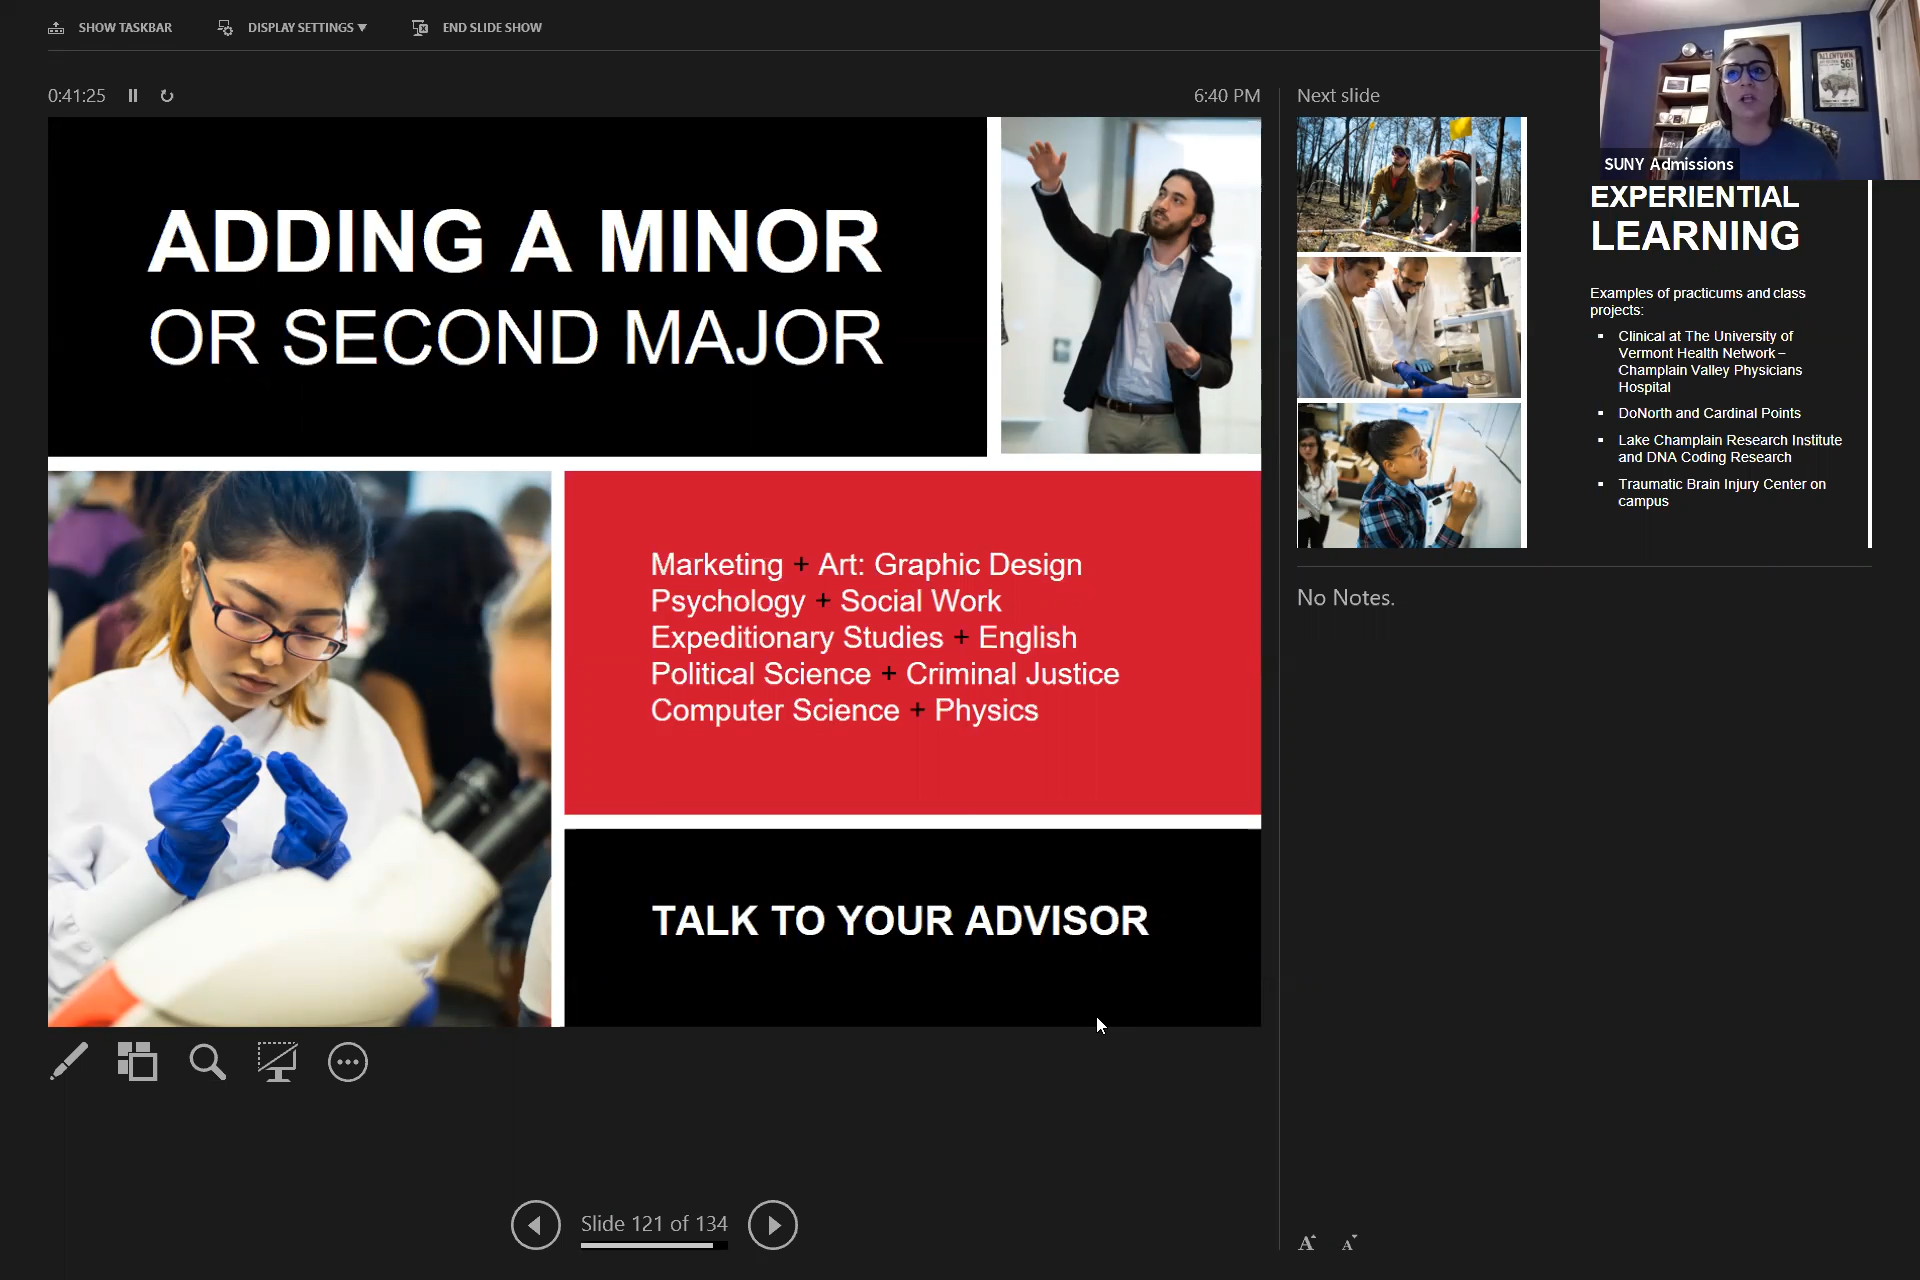 SHOW TASKBAR
DISPLAY SETTINGS
END SLIDE SHOW
0:41:25
6:40 PM
Next slide
ADDING A MINOR
OR SECOND MAJOR
Marketing + Art: Graphic Design
Psychology + Social Work
Expeditionary Studies + English
Political Science + Criminal Justice
Computer Science + Physics
TALK TO YOUR ADVISOR
Slide 121 of 134
ALLENTOWN
SUNY Admissions
EXPERIENTIAL
LEARNING
Examples of practicums and class
projects:
▪ Clinical at The University of
Vermont Health Network –
Champlain Valley Physicians
Hospital
▪ DoNorth and Cardinal Points
▪ Lake Champlain Research Institute
and DNA Coding Research
▪ Traumatic Brain Injury Center on
campus
No Notes.
A A